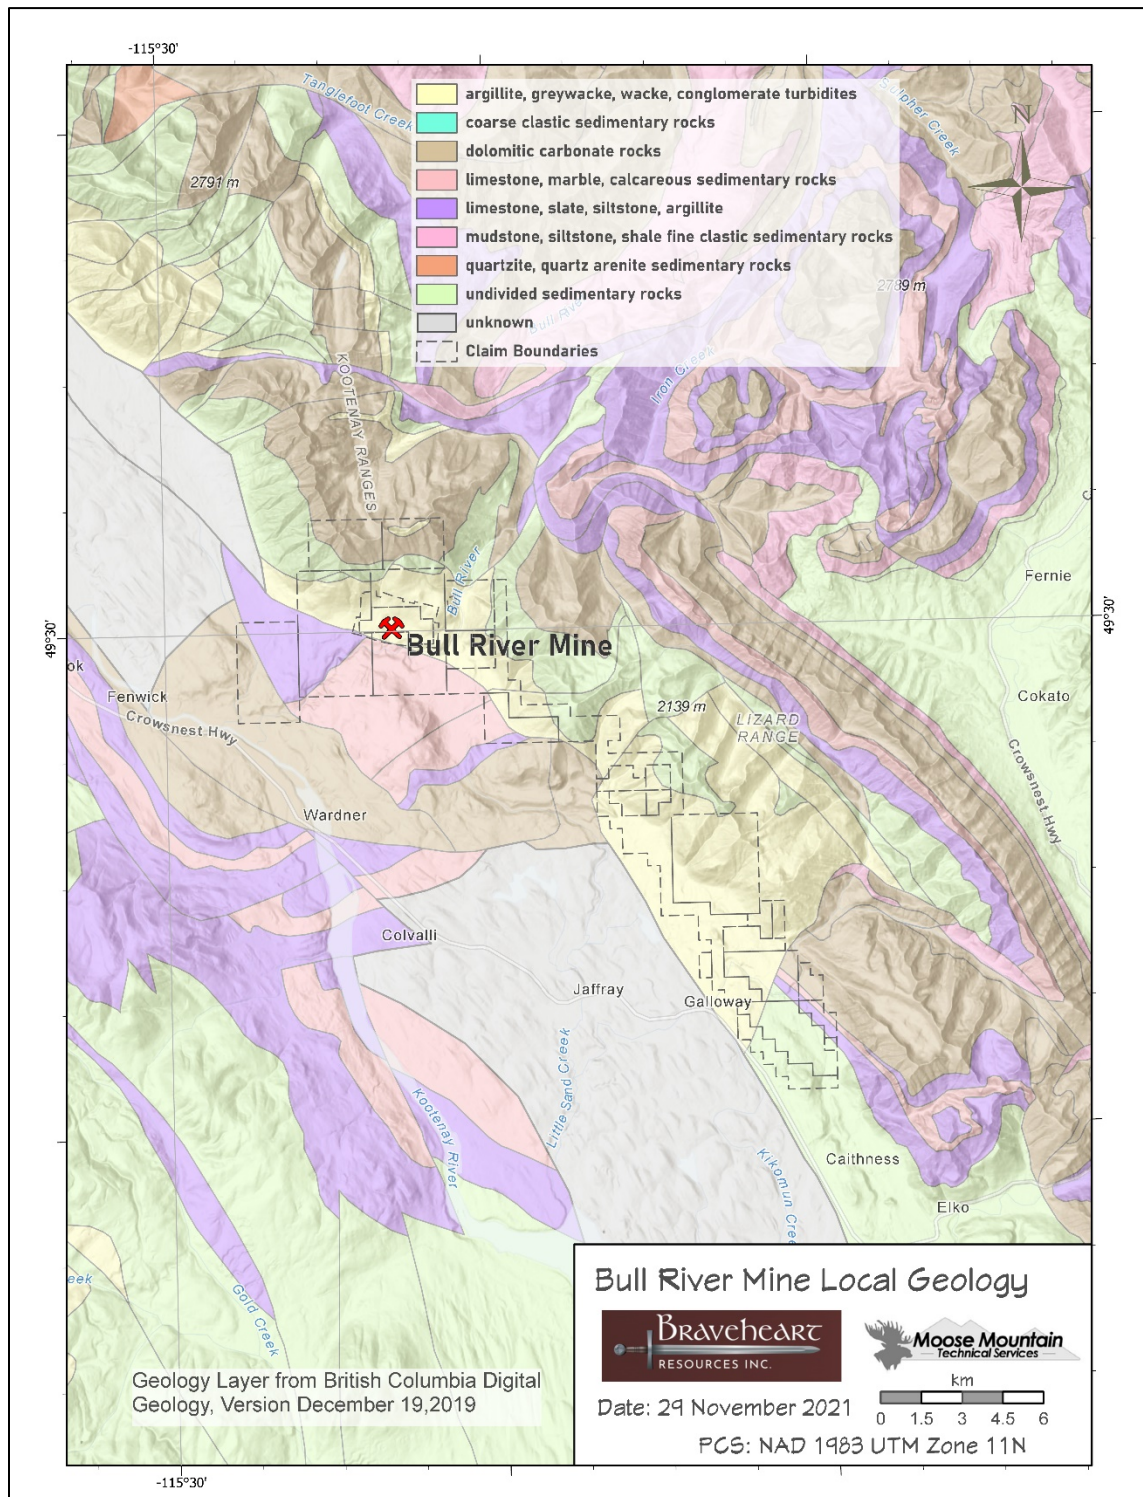 -115°30'
Tanglefoot Creek
Sulpher Creek
argillite, greywacke, wacke, conglomerate turbidites
coarse clastic sedimentary rocks
dolomitic carbonate rocks
limestone, marble, calcareous sedimentary rocks
limestone, slate, siltstone, argillite
mudstone, siltstone, shale fine clastic sedimentary rocks
quartzite, quartz arenite sedimentary rocks
undivided sedimentary rocks
unknown
Claim Boundaries
N
2791 m
2789 m
Bull River
Iron Creek
KOOTENAY RANGES
Bull River
Fernie
49°30'
49°30'
Bull River Mine
ok
Fenwick
Crowsnest Hwy
Cokato
2139 m
LIZARD
RANGE
Crowsnest Hwy
Wardner
Colvalli
Jaffray
Galloway
Little Sand Creek
Kootenay River
Kikomun Cree
Caithness
Elko
eek
Gold Creek
Bull River Mine Local Geology
BRAVEHEART
RESOURCES INC.
Moose Mountain
Technical Services
km
0 1.5 3 4.5 6
Date: 29 November 2021
PCS: NAD 1983 UTM Zone 11N
Geology Layer from British Columbia Digital
Geology, Version December 19,2019
-115°30'